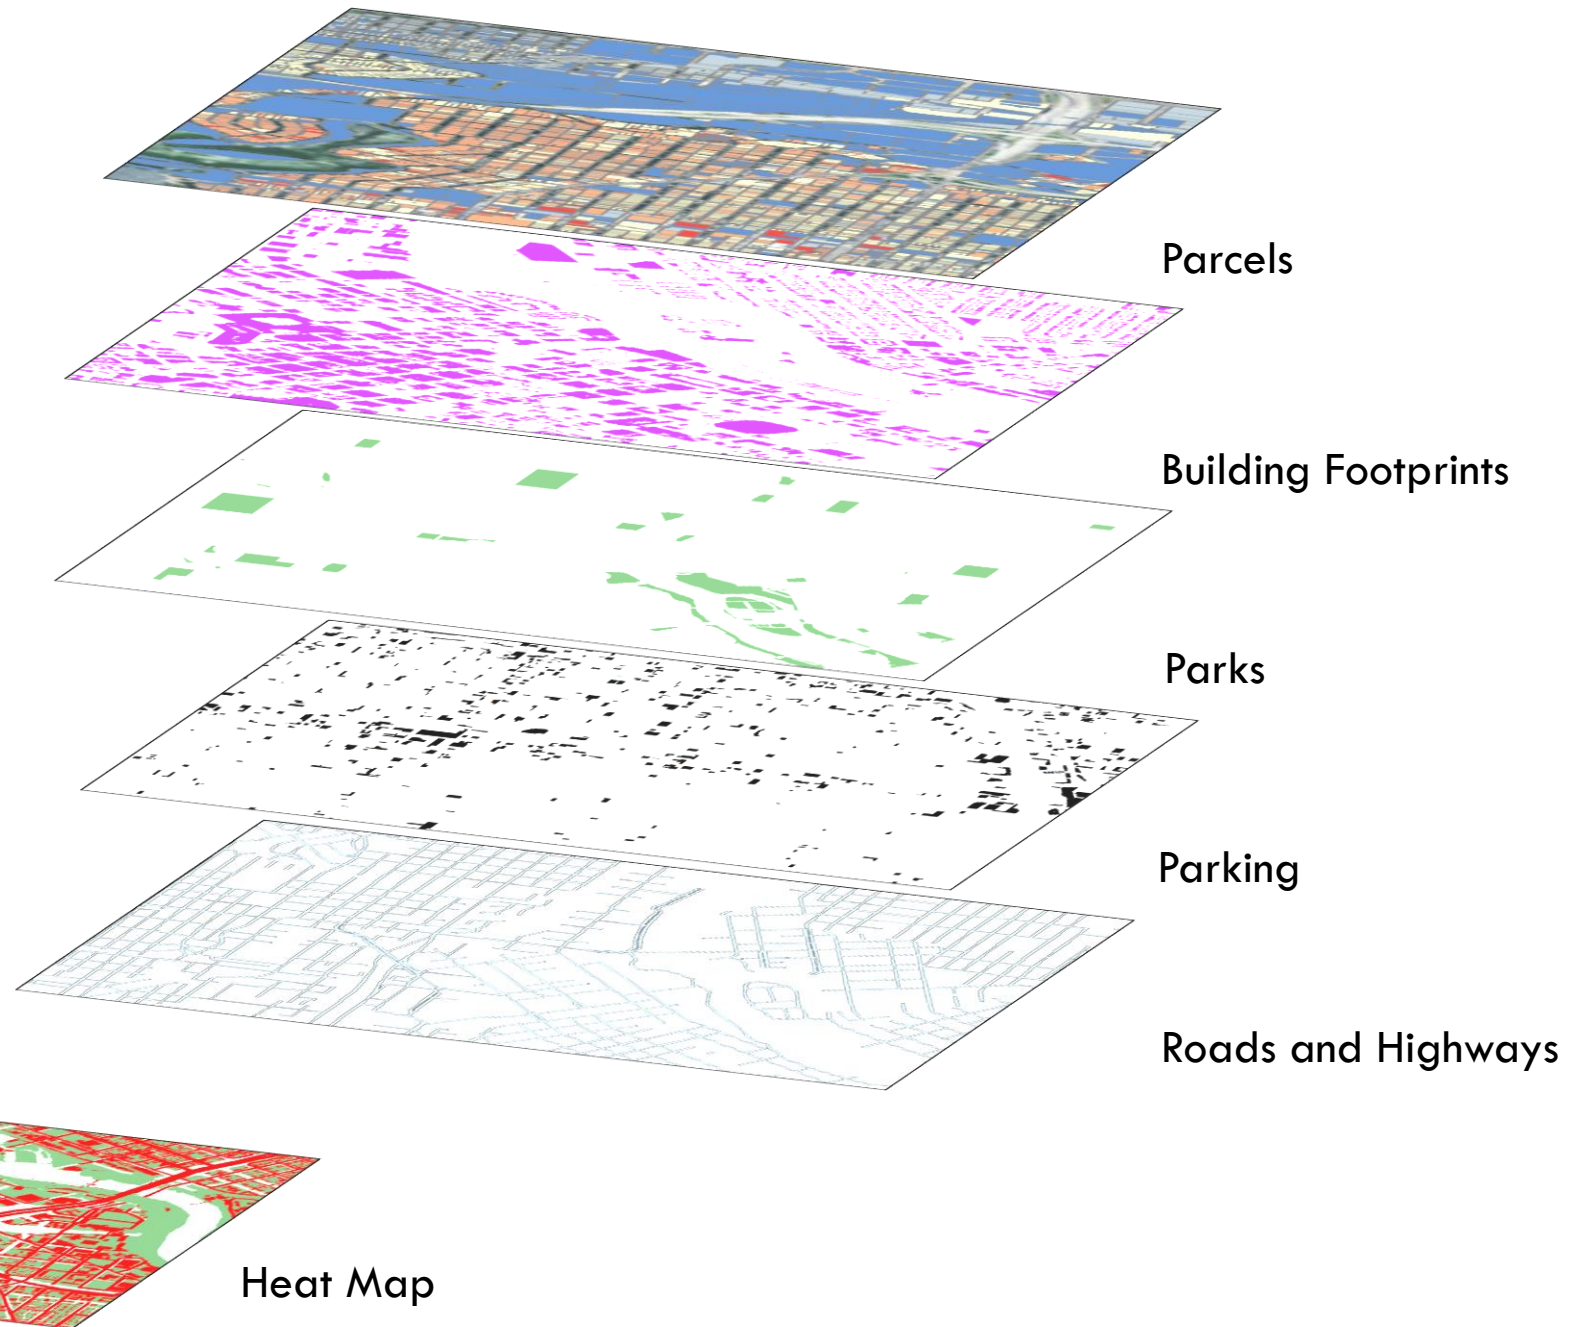 Parcels
Building Footprints
Parks
Parking
Roads and Highways
Heat Map